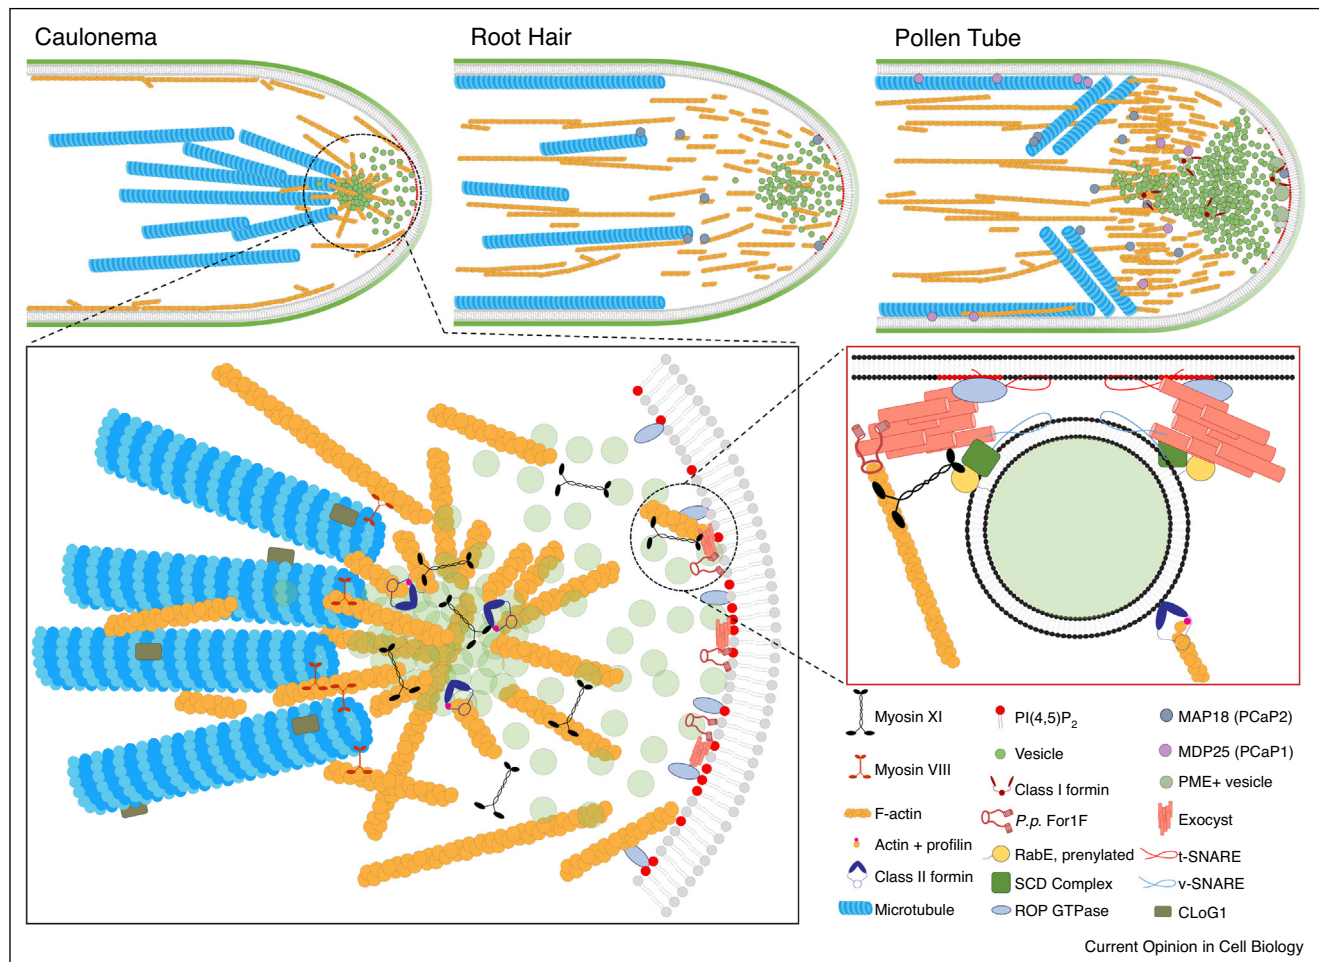 Caulonema
Root Hair
Pollen Tube
Myosin XI
Myosin VIII
F-actin
Actin + profilin
Class II formin
Microtubule
PI(4,5)P₂
Vesicle
Class I formin
P.p. For1F
RabE, prenylated
SCD Complex
ROP GTPase
MAP18 (PCaP2)
MDP25 (PCaP1)
PME+ vesicle
Exocyst
t-SNARE
v-SNARE
CLoG1
Current Opinion in Cell Biology